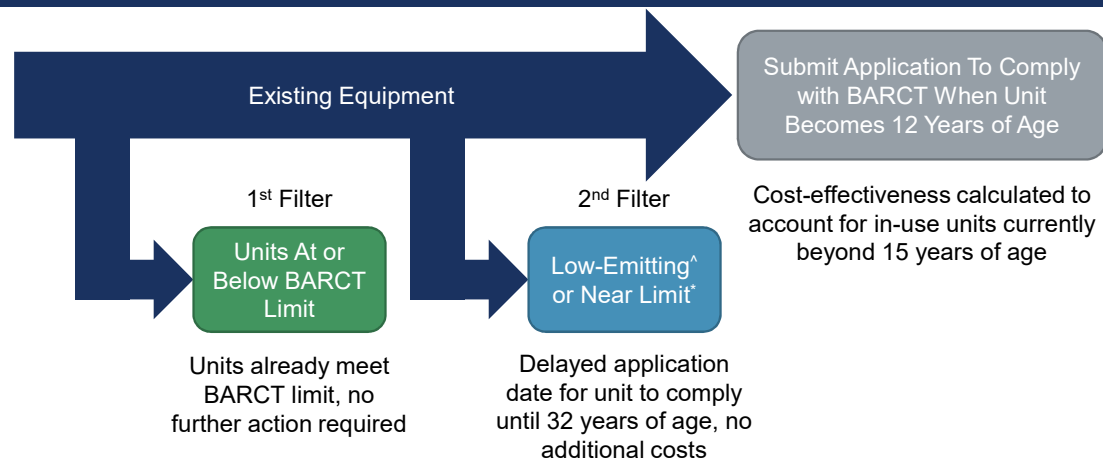 Existing Equipment
Submit Application To Comply
with BARCT When Unit
Becomes 12 Years of Age
Cost-effectiveness calculated to
account for in-use units currently
beyond 15 years of age
1st Filter
Units At or
Below BARCT
Limit
Units already meet
BARCT limit, no
further action required
2nd Filter
Low-Emitting^
or Near Limit*
Delayed application
date for unit to comply
until 32 years of age, no
additional costs